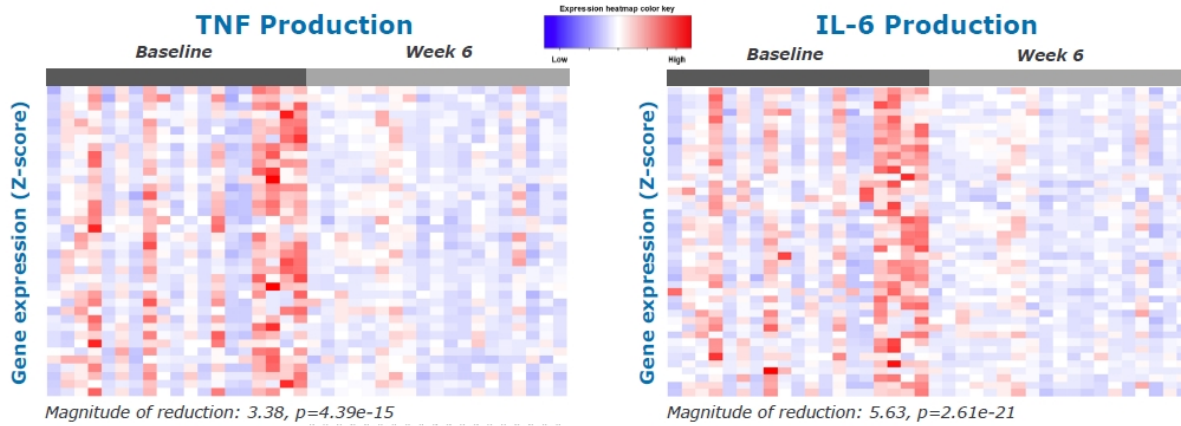 TNF Production
Expression heatmap color key
Low High
IL-6 Production
Baseline Week 6
Baseline Week 6
Gene expression (Z-score)
Gene expression (Z-score)
Magnitude of reduction: 3.38, p=4.39e-15
Magnitude of reduction: 5.63, p=2.61e-21